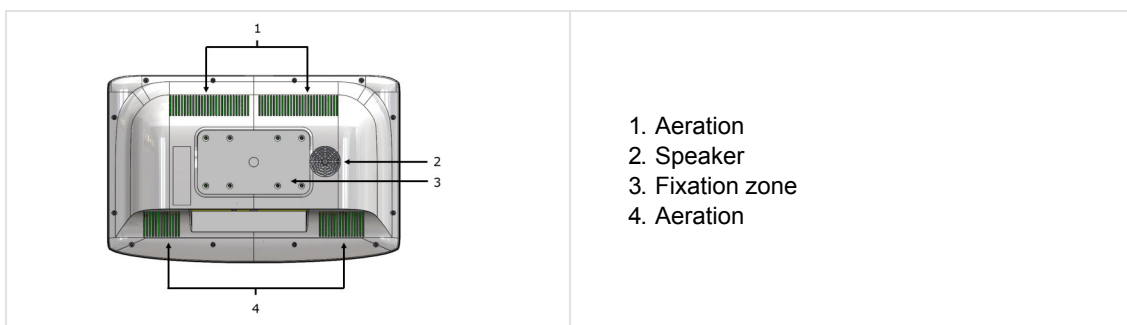 1
2
3
4
1. Aeration
2. Speaker
3. Fixation zone
4. Aeration